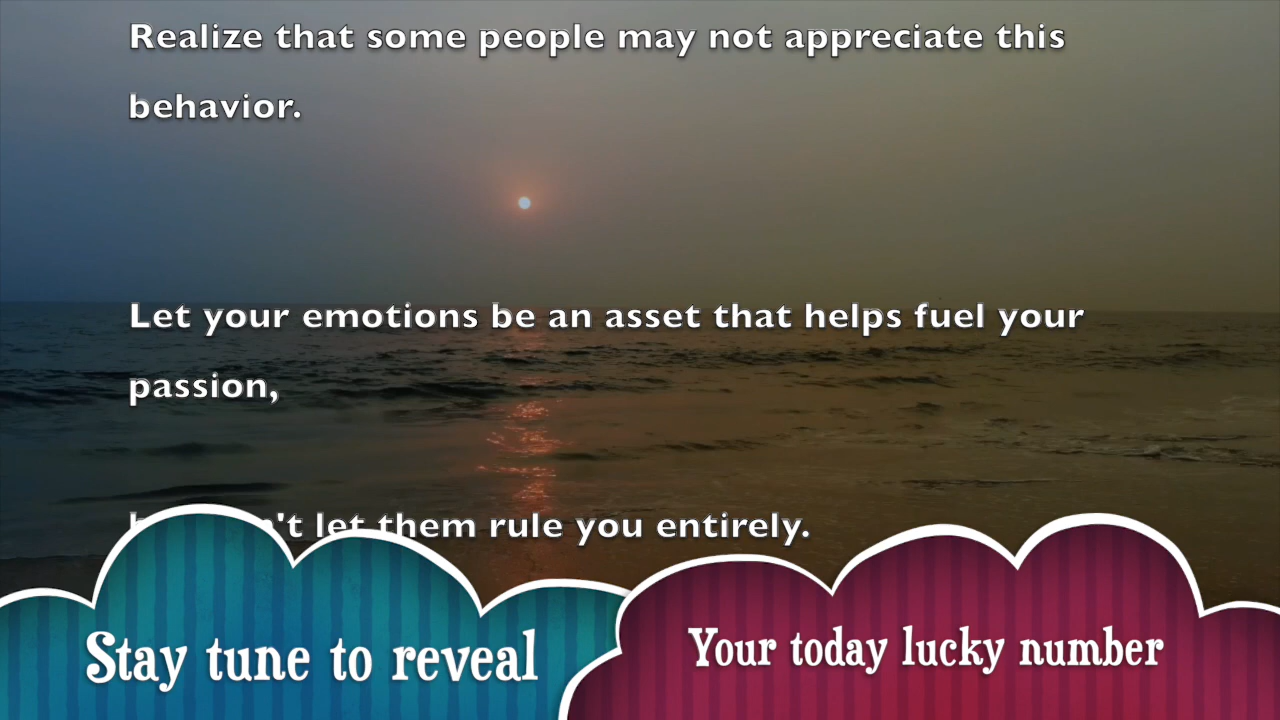 Realize that some people may not appreciate this
behavior.
Let your emotions be an asset that helps fuel your
passion,
let them rule you entirely.
Stay tune to reveal
Your today lucky number